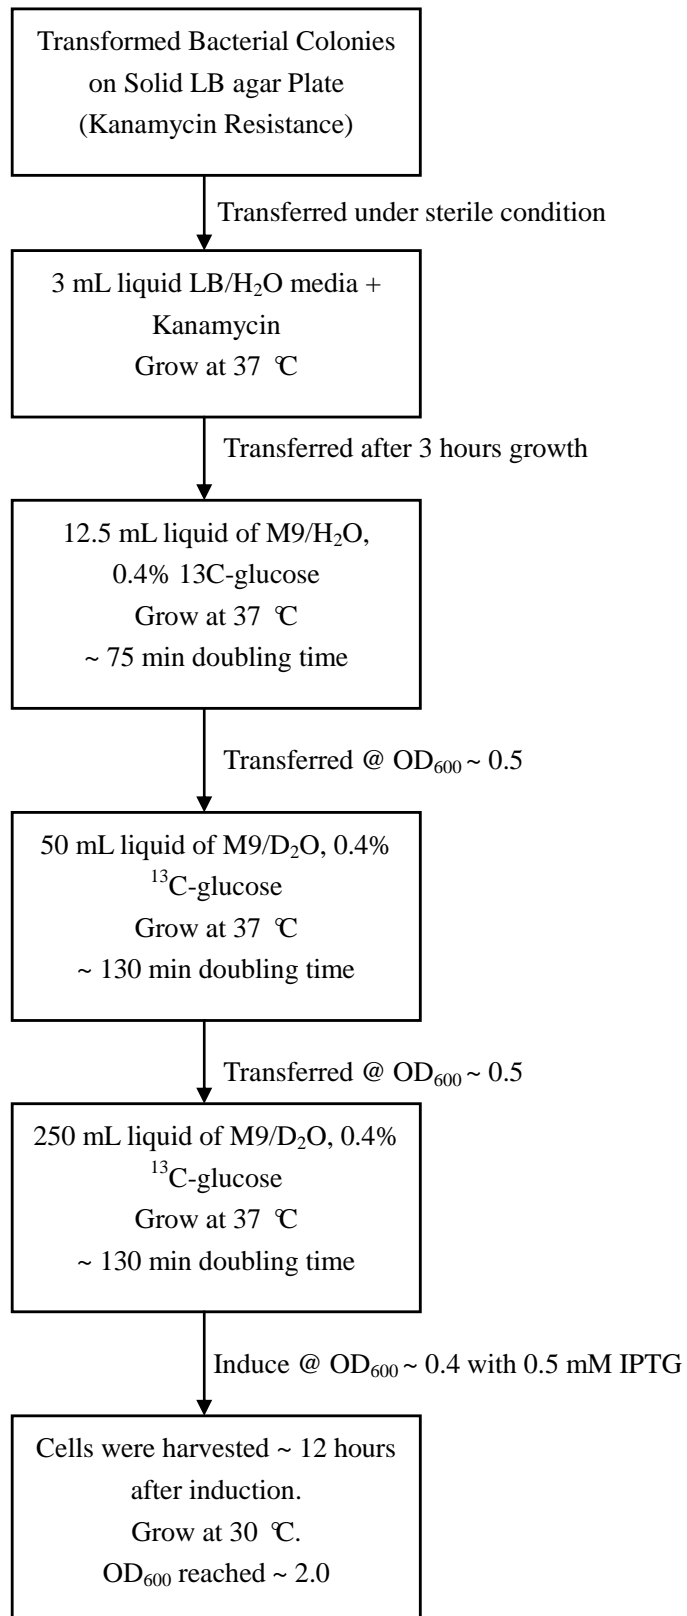 Transformed Bacterial Colonies
on Solid LB agar Plate
(Kanamycin Resistance)
Transferred under sterile condition
3 mL liquid LB/H₂O media +
Kanamycin
Grow at 37 ℃
Transferred after 3 hours growth
12.5 mL liquid of M9/H₂O,
0.4% 13C-glucose
Grow at 37 ℃
~ 75 min doubling time
Transferred @ OD₆₀₀ ~ 0.5
50 mL liquid of M9/D₂O, 0.4%
¹³C-glucose
Grow at 37 ℃
~ 130 min doubling time
Transferred @ OD₆₀₀ ~ 0.5
250 mL liquid of M9/D₂O, 0.4%
¹³C-glucose
Grow at 37 ℃
~ 130 min doubling time
Induce @ OD₆₀₀ ~ 0.4 with 0.5 mM IPTG
Cells were harvested ~ 12 hours
after induction.
Grow at 30 ℃.
OD₆₀₀ reached ~ 2.0